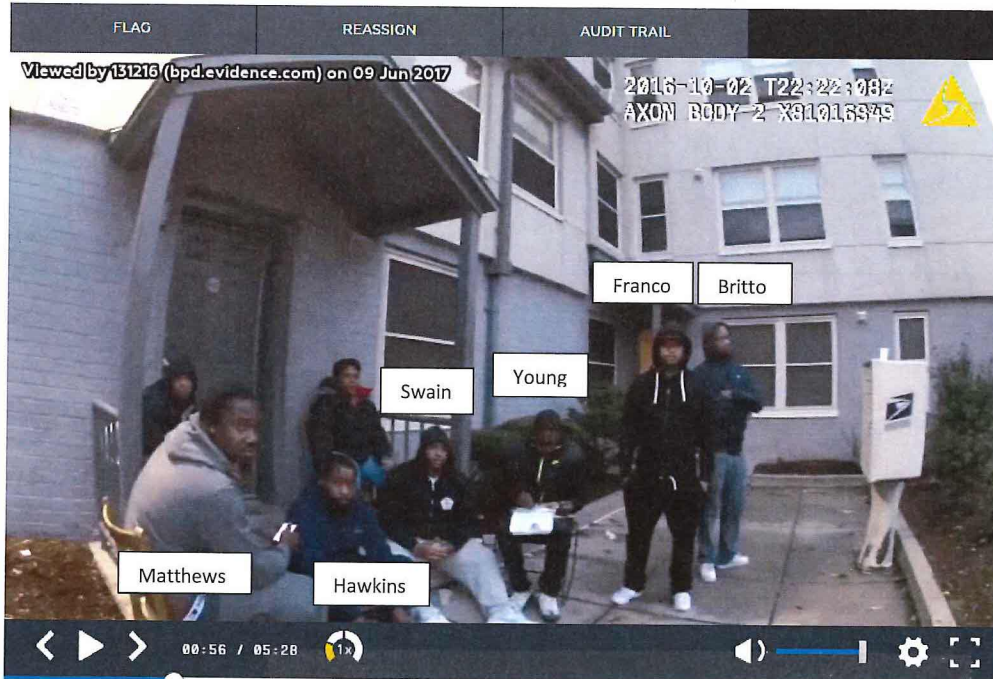 FLAG
REASSIGN
AUDIT TRAIL
Viewed by 131216 (bpd.evidence.com) on 09 Jun 2017
2016-10-02 T22:22:08Z
AXON BODY 2 X81016949
Franco
Britto
Swain
Young
Matthews
Hawkins
00:56 / 05:28
1x